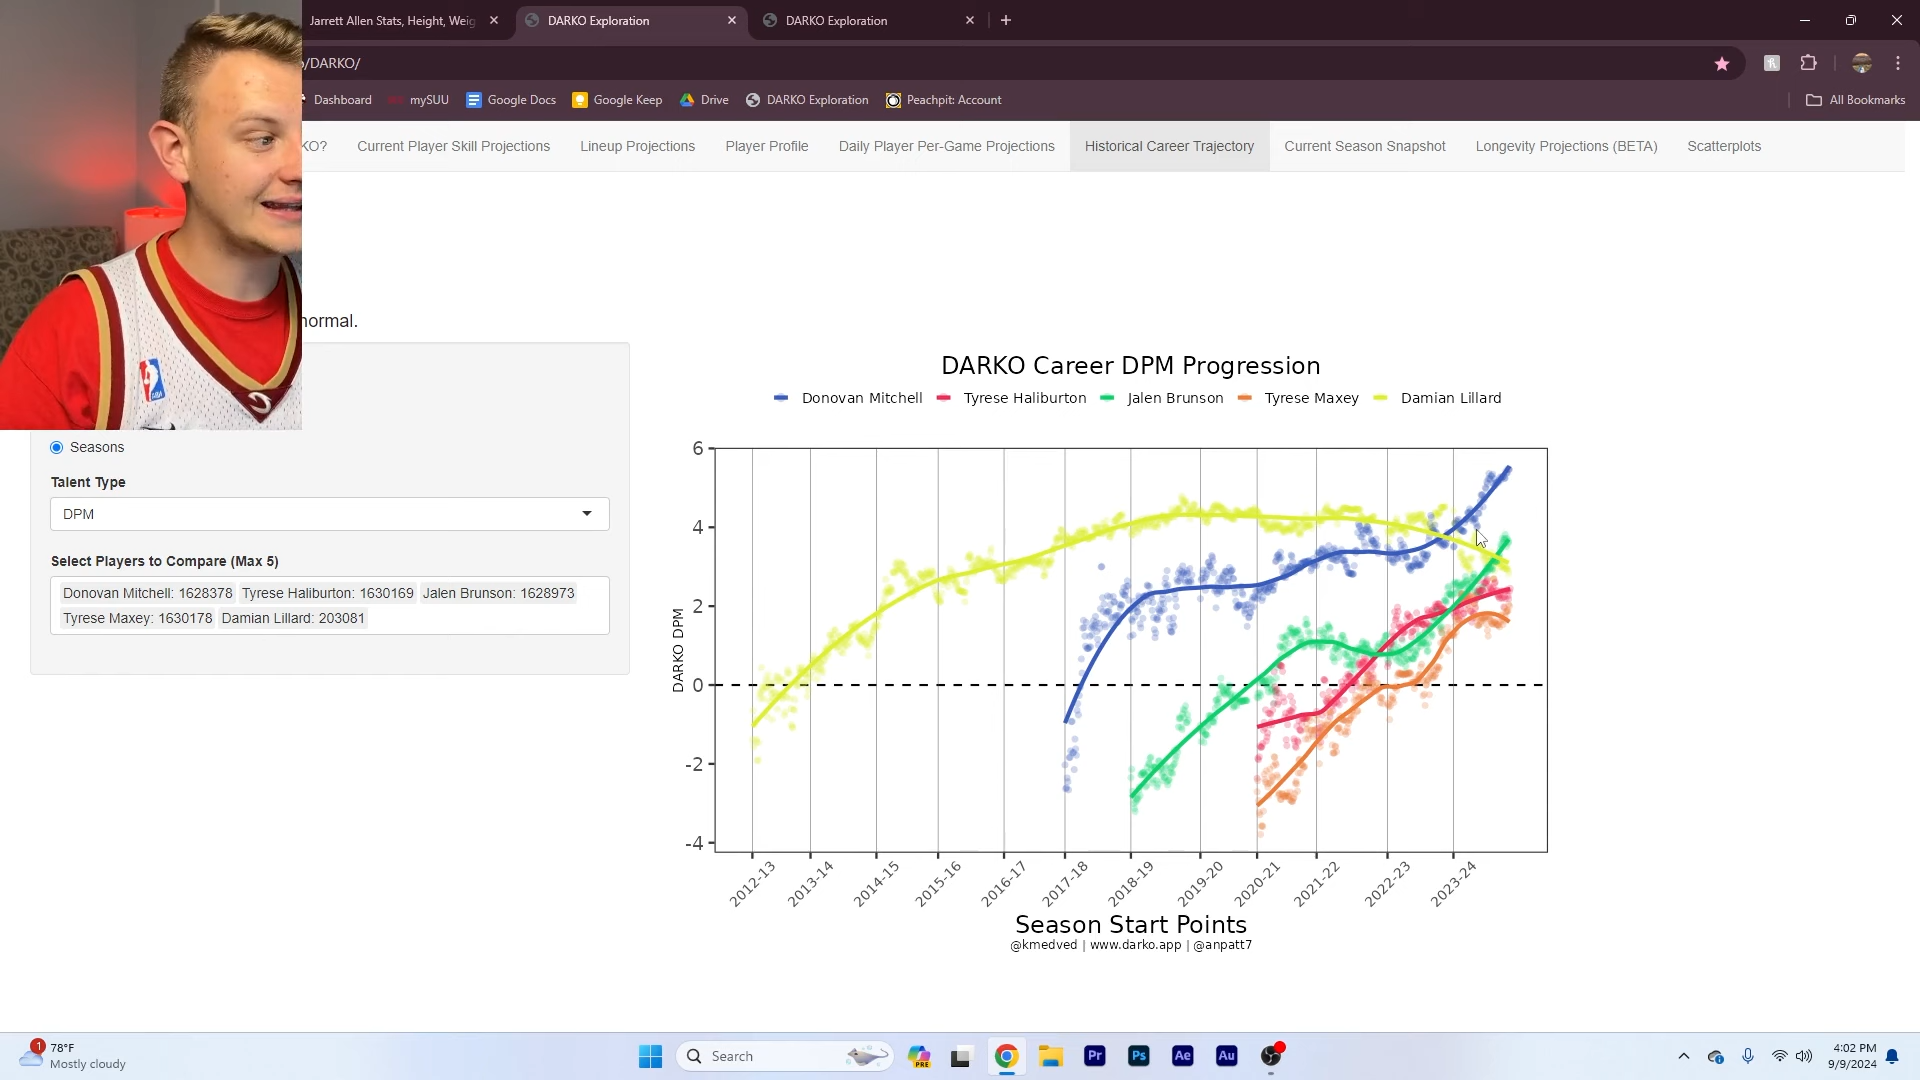 Jarrett Allen Stats, Height, Weig
DARKO Exploration
DARKO Exploration
/DARKO/
Dashboard
mySUU
Google Docs
Google Keep
Drive
DARKO Exploration
Peachpit: Account
All Bookmarks
KO?
Current Player Skill Projections
Lineup Projections
Player Profile
Daily Player Per-Game Projections
Historical Career Trajectory
Current Season Snapshot
Longevity Projections (BETA)
Scatterplots
normal.
Seasons
Talent Type
DPM
Select Players to Compare (Max 5)
Donovan Mitchell: 1628378 Tyrese Haliburton: 1630169 Jalen Brunson: 1628973
Tyrese Maxey: 1630178 Damian Lillard: 203081
DARKO Career DPM Progression
Donovan Mitchell Tyrese Haliburton Jalen Brunson Tyrese Maxey Damian Lillard
6
4
2
0
-2
-4
DARKO DPM
2012-13
2013-14
2014-15
2015-16
2016-17
2017-18
2018-19
2019-20
2020-21
2021-22
2022-23
2023-24
Season Start Points
@kmedved | www.darko.app | @anpatt7
1
78°F
Mostly cloudy
Search
PRE
Pr
Ps
Ae
Au
4:02 PM
9/9/2024